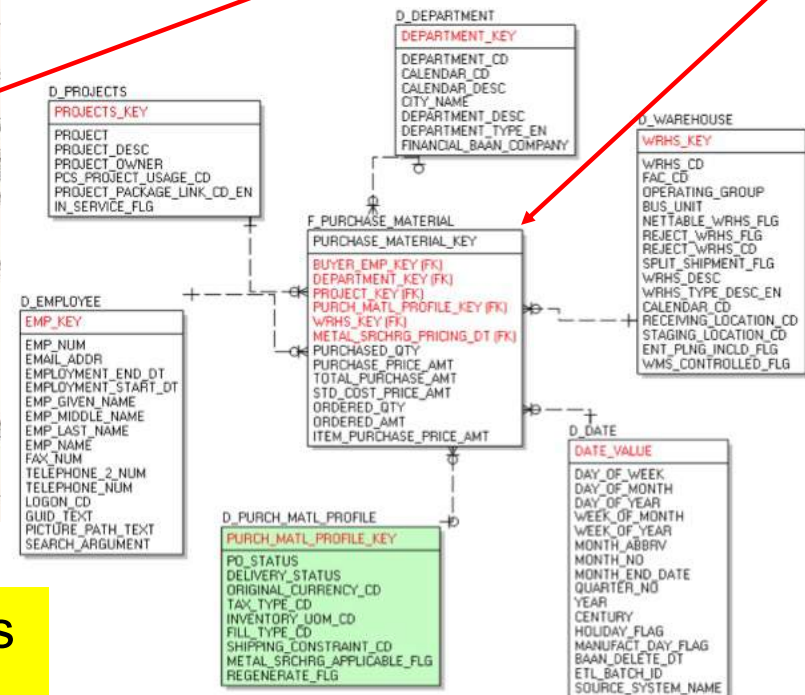 D_DEPARTMENT
DEPARTMENT_KEY
DEPARTMENT_CD
CALENDAR_CD
CALENDAR_DESC
CITY_NAME
DEPARTMENT_DESC
DEPARTMENT_TYPE_EN
FINANCIAL_BAAN_COMPANY
D_PROJECTS
PROJECTS_KEY
PROJECT
PROJECT_DESC
PROJECT_OWNER
PCS_PROJECT_USAGE_CD
PROJECT_PACKAGE_LINK_CD_EN
IN_SERVICE_FLG
D_WAREHOUSE
WRHS_KEY
WRHS_CD
FAC_CD
OPERATING_GROUP
BUS_UNIT
NETTABLE_WRHS_FLG
REJECT_WRHS_FLG
REJECT_WRHS_CD
SPLIT_SHIPMENT_FLG
WRHS_DESC
WRHS_TYPE_DESC_EN
CALENDAR_CD
RECEIVING_LOCATION_CD
STAGING_LOCATION_CD
ENT_PLNG_INCLD_FLG
WMS_CONTROLLED_FLG
F_PURCHASE_MATERIAL
PURCHASE_MATERIAL_KEY
BUYER_EMP_KEY (FK)
DEPARTMENT_KEY (FK)
PROJECT_KEY (FK)
PURCH_MATL_PROFILE_KEY (FK)
WRHS_KEY (FK)
METAL_SRCHRG_PRICING_DT (FK)
PURCHASED_QTY
PURCHASE_PRICE_AMT
TOTAL_PURCHASE_AMT
STD_COST_PRICE_AMT
ORDERED_QTY
ORDERED_AMT
ITEM_PURCHASE_PRICE_AMT
D_EMPLOYEE
EMP_KEY
EMP_NUM
EMAIL_ADDR
EMPLOYMENT_END_DT
EMPLOYMENT_START_DT
EMP_GIVEN_NAME
EMP_MIDDLE_NAME
EMP_LAST_NAME
EMP_NAME
FAX_NUM
TELEPHONE_2_NUM
TELEPHONE_NUM
LOGON_CD
GUID_TEXT
PICTURE_PATH_TEXT
SEARCH_ARGUMENT
D_DATE
DATE_VALUE
DAY_OF_WEEK
DAY_OF_MONTH
DAY_OF_YEAR
WEEK_OF_MONTH
WEEK_OF_YEAR
MONTH_ABBRV
MONTH_NO
MONTH_END_DATE
QUARTER_NO
YEAR
CENTURY
HOLIDAY_FLAG
MANUFACT_DAY_FLAG
BAAN_DELETE_DT
ETL_BATCH_ID
SOURCE_SYSTEM_NAME
D_PURCH_MATL_PROFILE
PURCH_MATL_PROFILE_KEY
PO_STATUS
DELIVERY_STATUS
ORIGINAL_CURRENCY_CD
TAX_TYPE_CD
INVENTORY_UOM_CD
FILL_TYPE_CD
SHIPPING_CONSTRAINT_CD
METAL_SRCHRG_APPLICABLE_FLG
REGENERATE_FLG
s